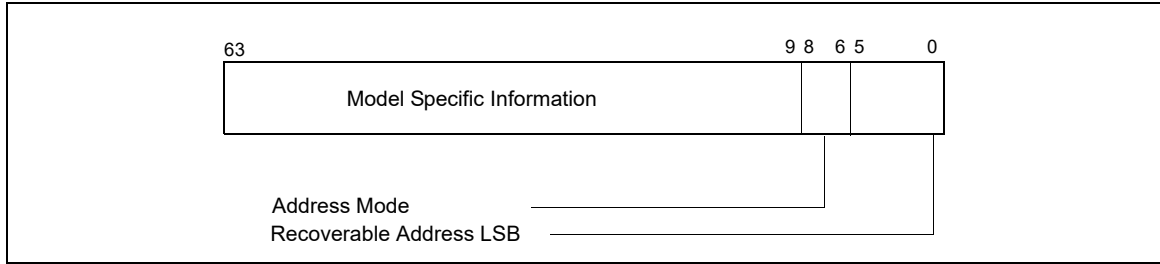 63 9 8 6 5 0
Model Specific Information
Address Mode
Recoverable Address LSB